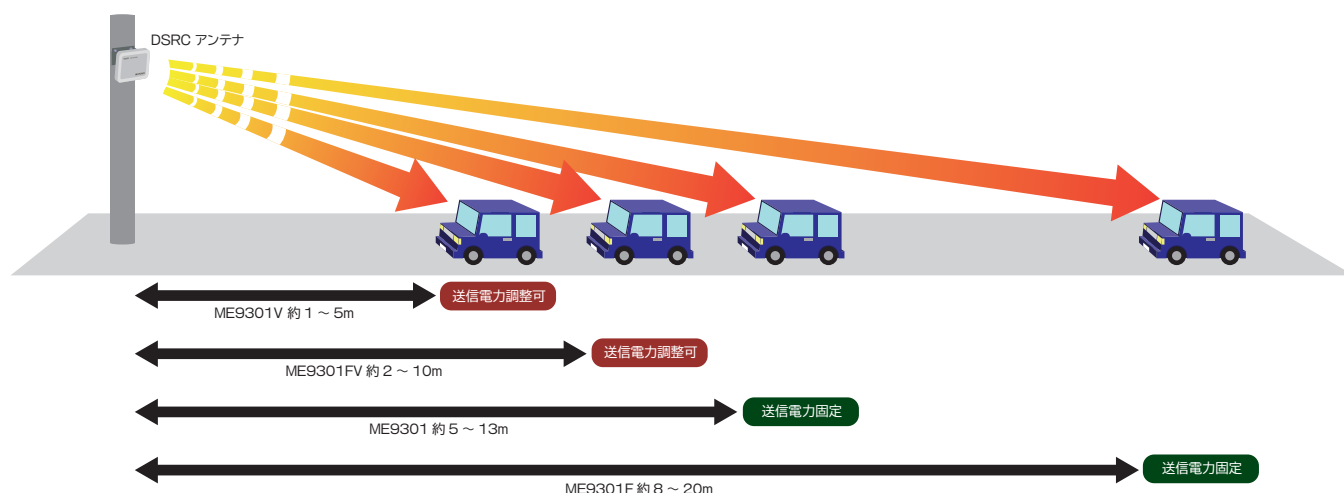 DSRC アンテナ
送信電力調整可
ME9301V 約 1 ～ 5m
送信電力調整可
ME9301FV 約 2 ～ 10m
送信電力固定
ME9301 約 5 ～ 13m
送信電力固定
ME9301F 約 8 ～ 20m